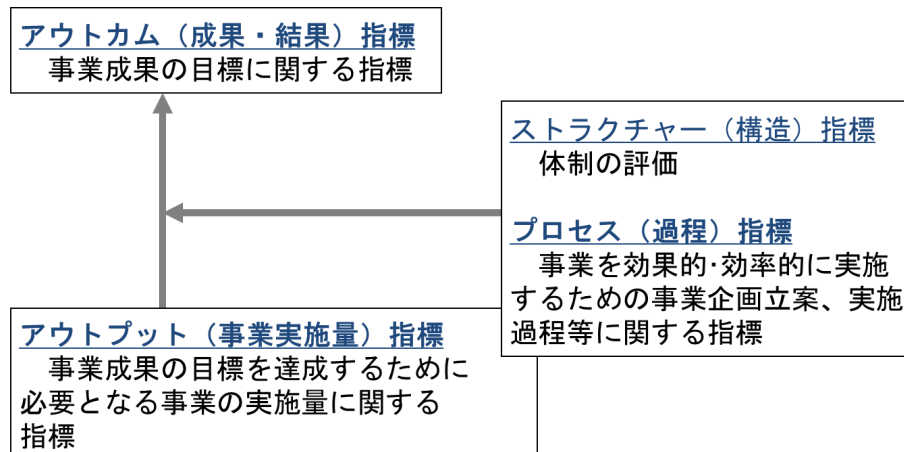 アウトカム（成果・結果）指標
事業成果の目標に関する指標
ストラクチャー（構造）指標
体制の評価
プロセス（過程）指標
事業を効果的･効率的に実施
するための事業企画立案、実施
過程等に関する指標
アウトプット（事業実施量）指標
事業成果の目標を達成するために
必要となる事業の実施量に関する
指標